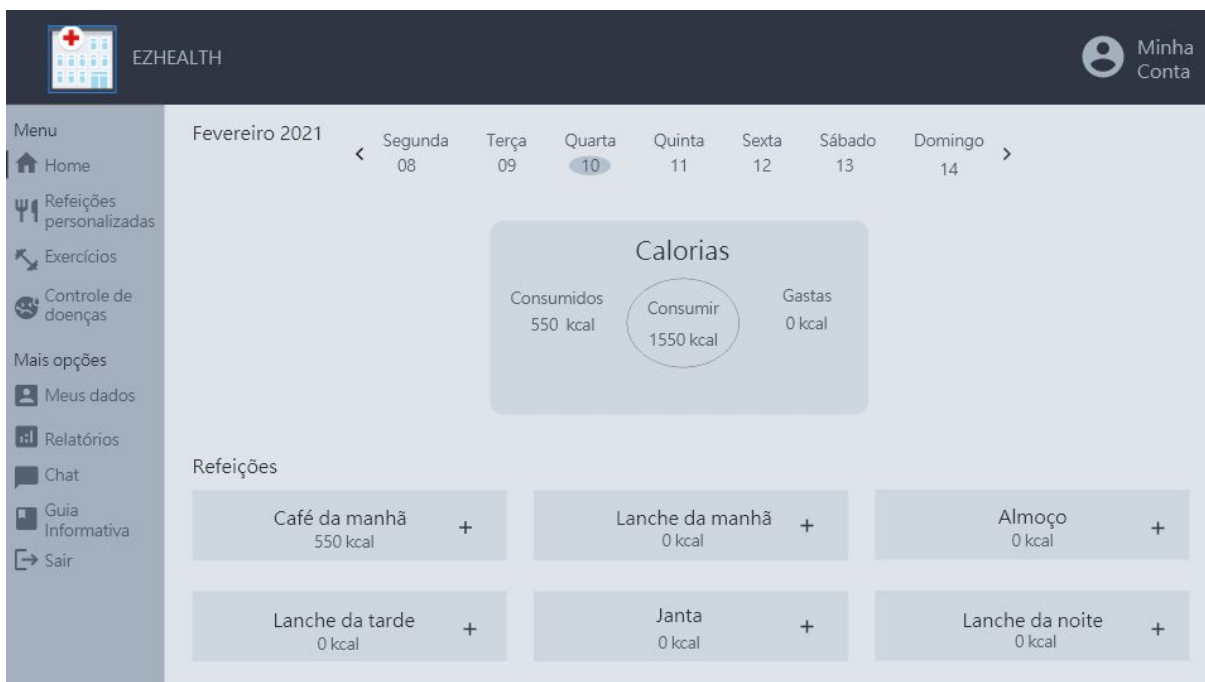 EZHEALTH
Minha
Conta
Menu
Home
Refeições
personalizadas
Exercícios
Controle de
doenças
Mais opções
Meus dados
Relatórios
Chat
Guia
Informativa
Sair
Fevereiro 2021
< Segunda Terça Quarta Quinta Sexta Sábado Domingo >
08 09 10 11 12 13 14
Calorias
Consumidos
550 kcal
Consumir
1550 kcal
Gastas
0 kcal
Refeições
Café da manhã +
550 kcal
Lanche da manhã +
0 kcal
Almoço +
0 kcal
Lanche da tarde +
0 kcal
Janta +
0 kcal
Lanche da noite +
0 kcal